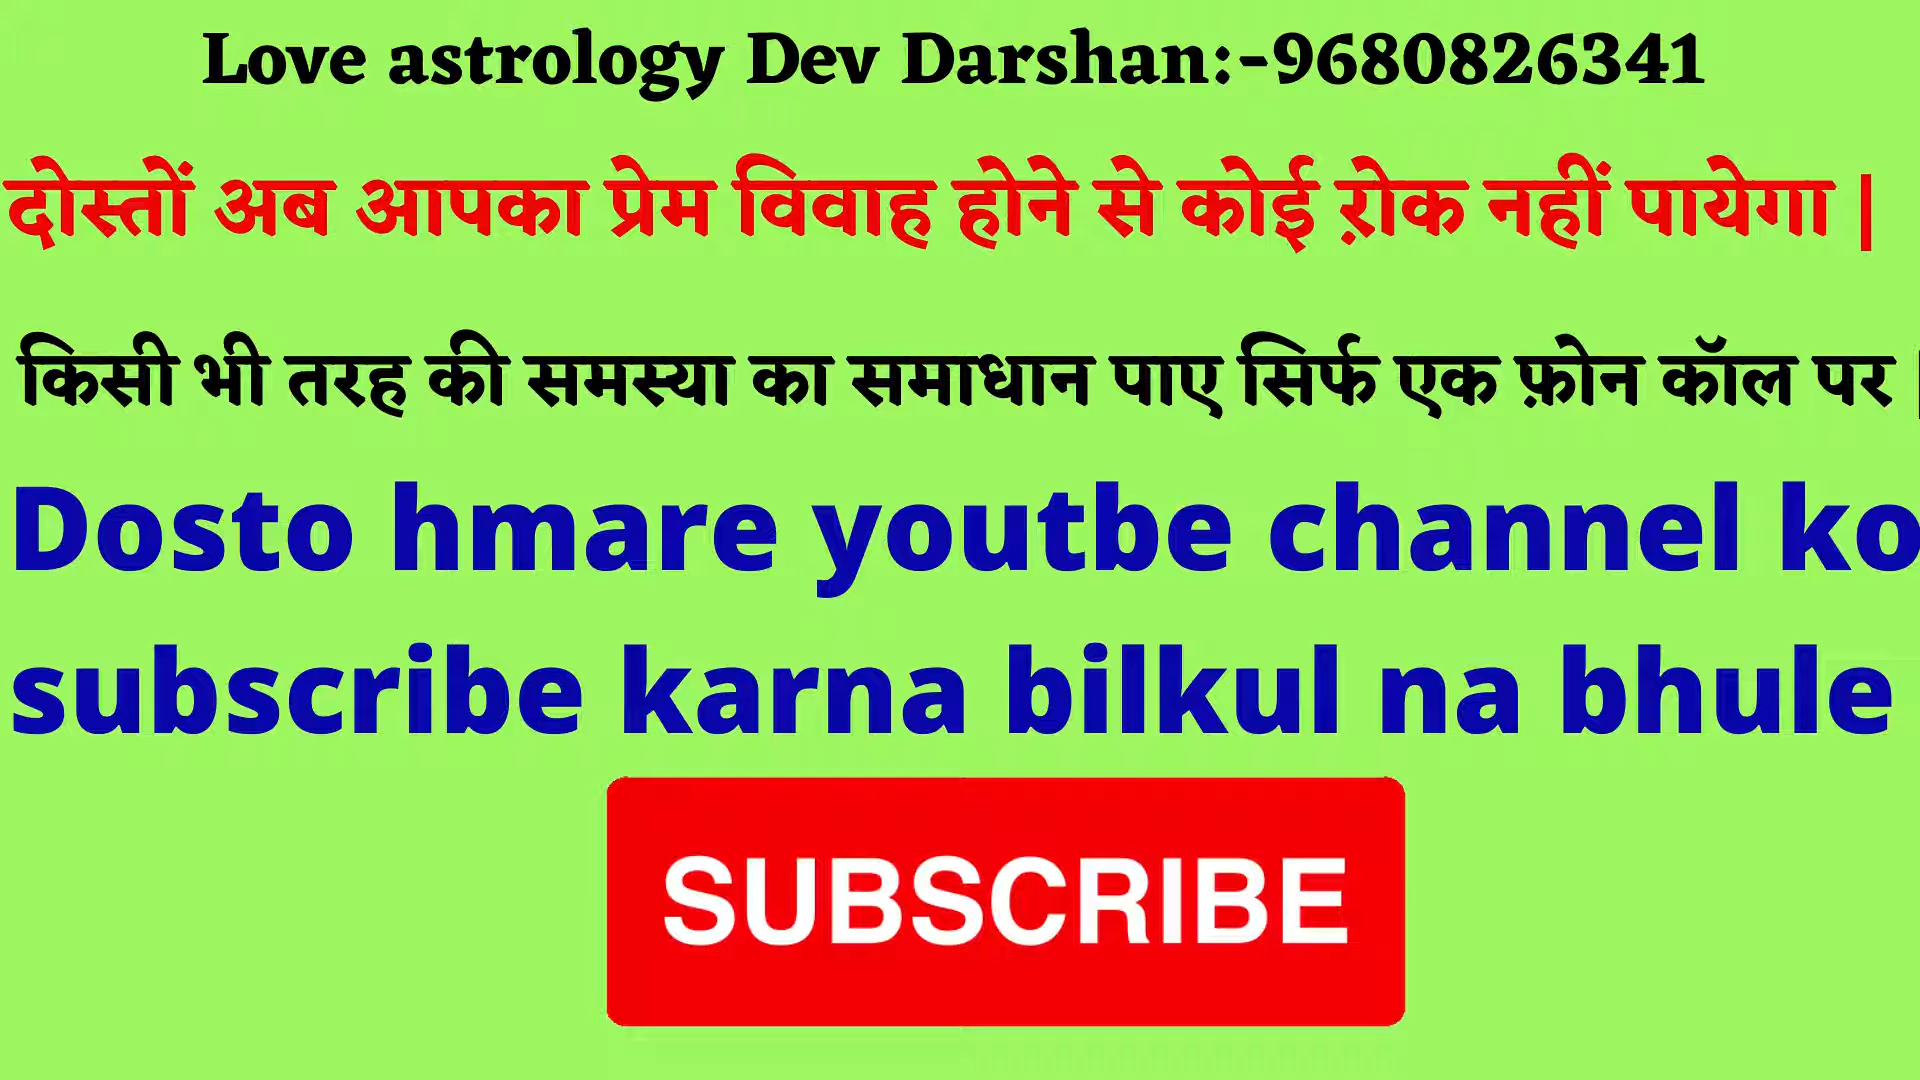 Love astrology Dev Darshan:-9680826341
दोस्तों अब आपका प्रेम विवाह होने से कोई ऱोक नहीं पायेगा |
किसी भी तरह की समस्या का समाधान पाए सिर्फ एक फ़ोन कॉल पर |
Dosto hmare youtbe channel ko
subscribe karna bilkul na bhule
SUBSCRIBE